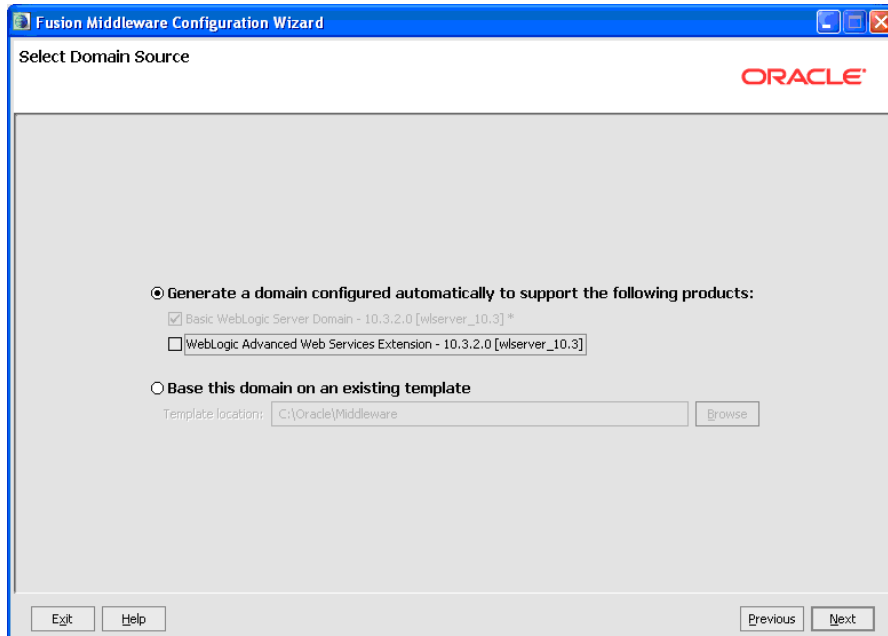 Fusion Middleware Configuration Wizard
Select Domain Source
ORACLE
Generate a domain configured automatically to support the following products:
Basic WebLogic Server Domain - 10.3.2.0 [wlserver_10.3] *
WebLogic Advanced Web Services Extension - 10.3.2.0 [wlserver_10.3]
Base this domain on an existing template
Template location: C:\Oracle\Middleware Browse
Exit Help Previous Next